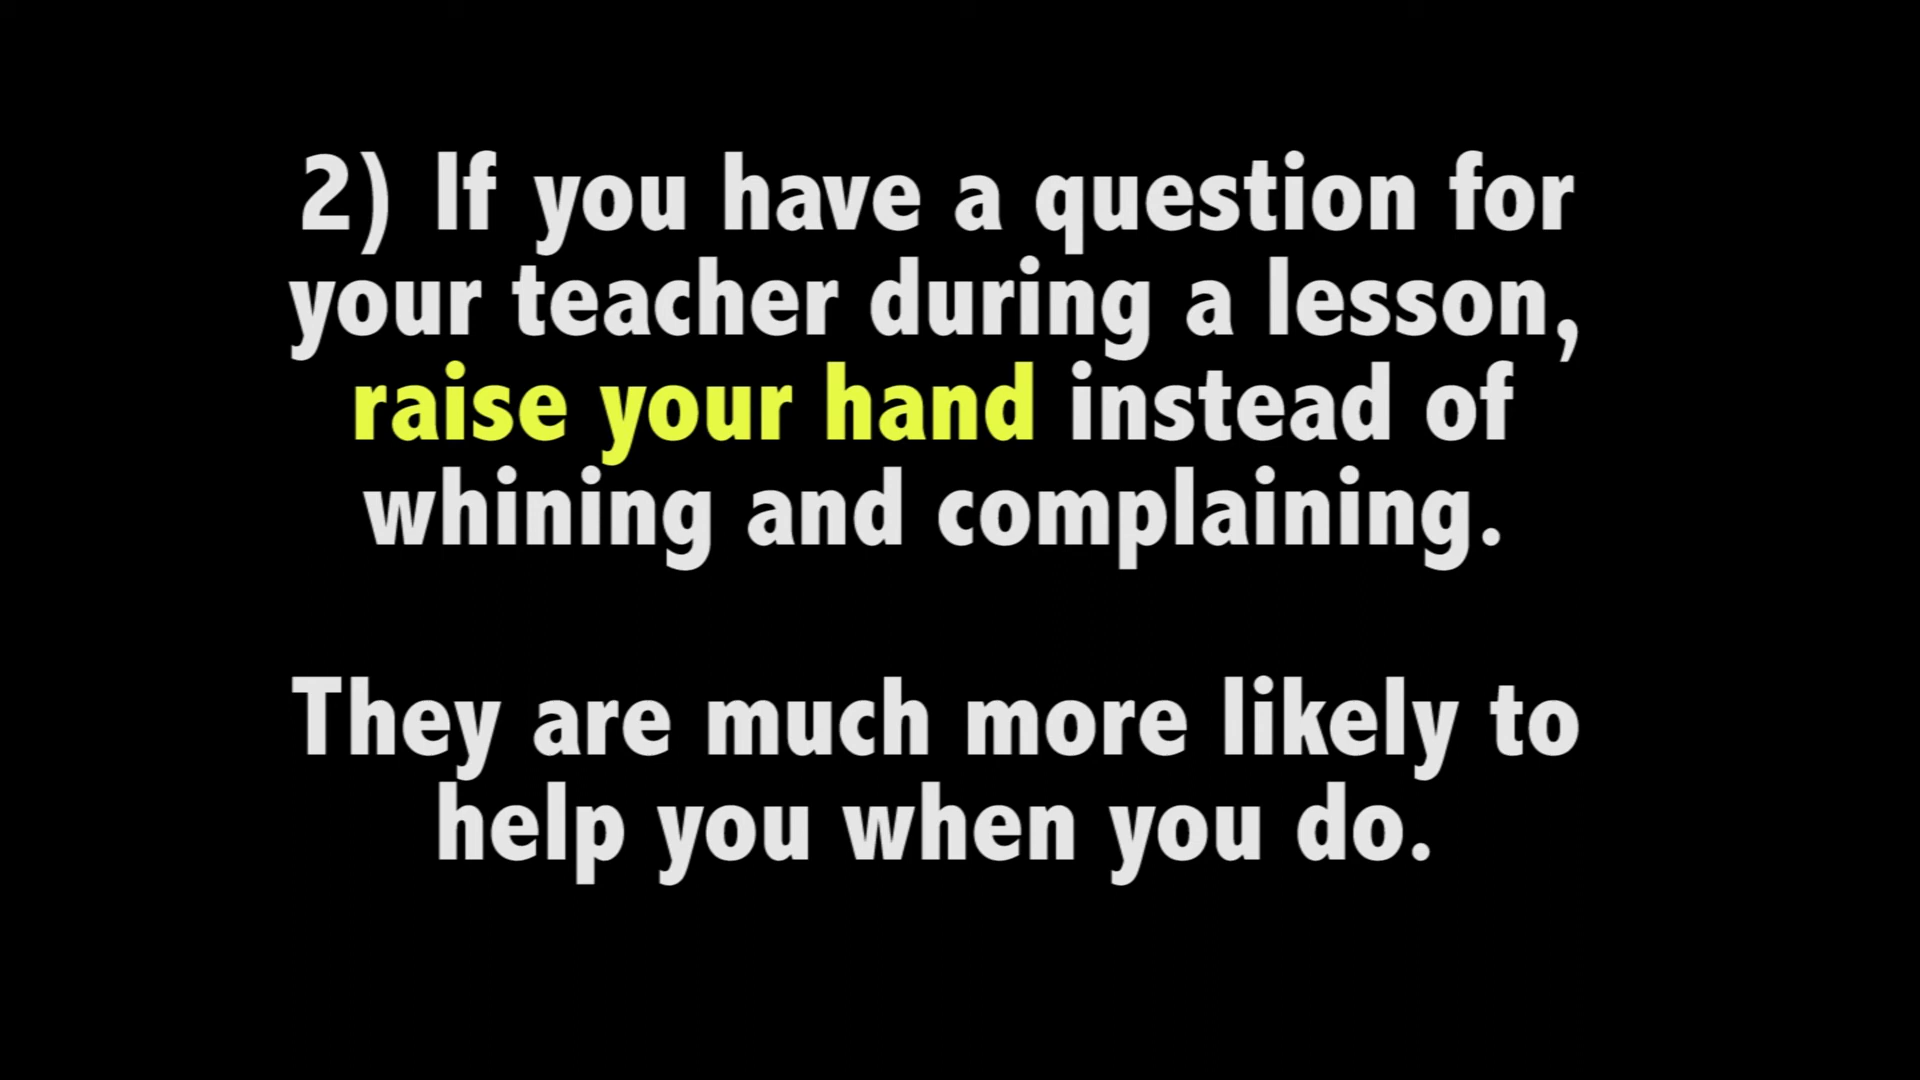 2) If you have a question for
your teacher during a lesson,
raise your hand instead of
whining and complaining.
They are much more likely to
help you when you do.